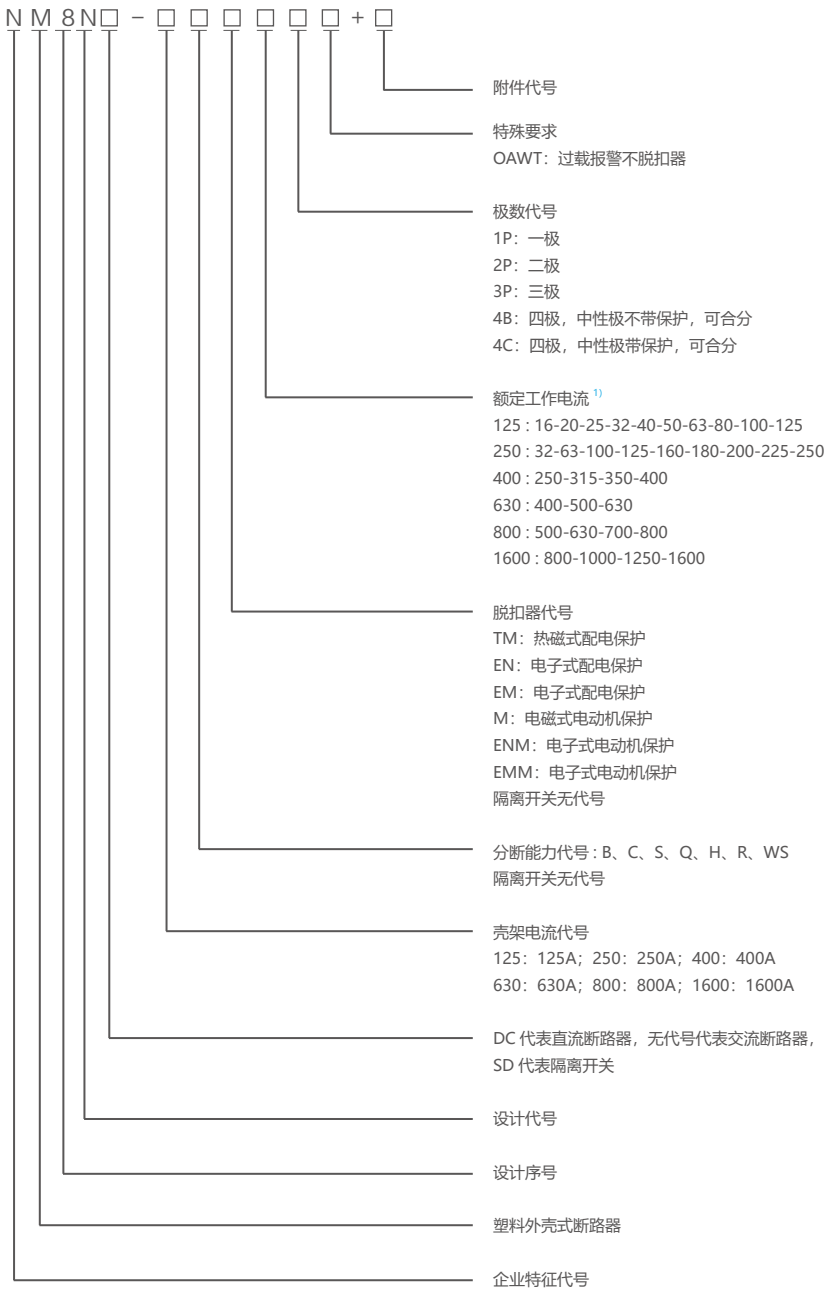 NM8N□-□□□□□□+□
附件代号
特殊要求
OAWT：过载报警不脱扣器
极数代号
1P：一极
2P：二极
3P：三极
4B：四极，中性极不带保护，可合分
4C：四极，中性极带保护，可合分
额定工作电流 1)
125 : 16-20-25-32-40-50-63-80-100-125
250 : 32-63-100-125-160-180-200-225-250
400 : 250-315-350-400
630 : 400-500-630
800 : 500-630-700-800
1600 : 800-1000-1250-1600
脱扣器代号
TM：热磁式配电保护
EN：电子式配电保护
EM：电子式配电保护
M：电磁式电动机保护
ENM：电子式电动机保护
EMM：电子式电动机保护
隔离开关无代号
分断能力代号 : B、C、S、Q、H、R、WS
隔离开关无代号
壳架电流代号
125：125A；250：250A；400：400A
630：630A；800：800A；1600：1600A
DC 代表直流断路器，无代号代表交流断路器，
SD 代表隔离开关
设计代号
设计序号
塑料外壳式断路器
企业特征代号